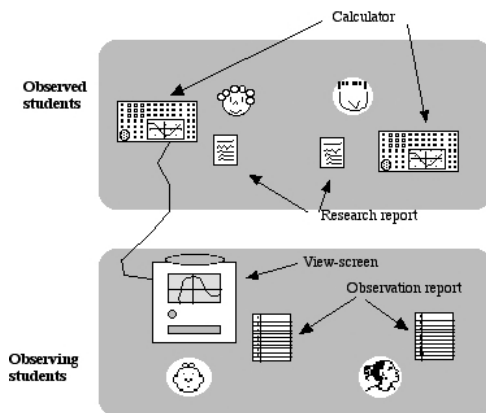 Calculator
Observed
students
Research report
View-screen
Observation report
Observing
students